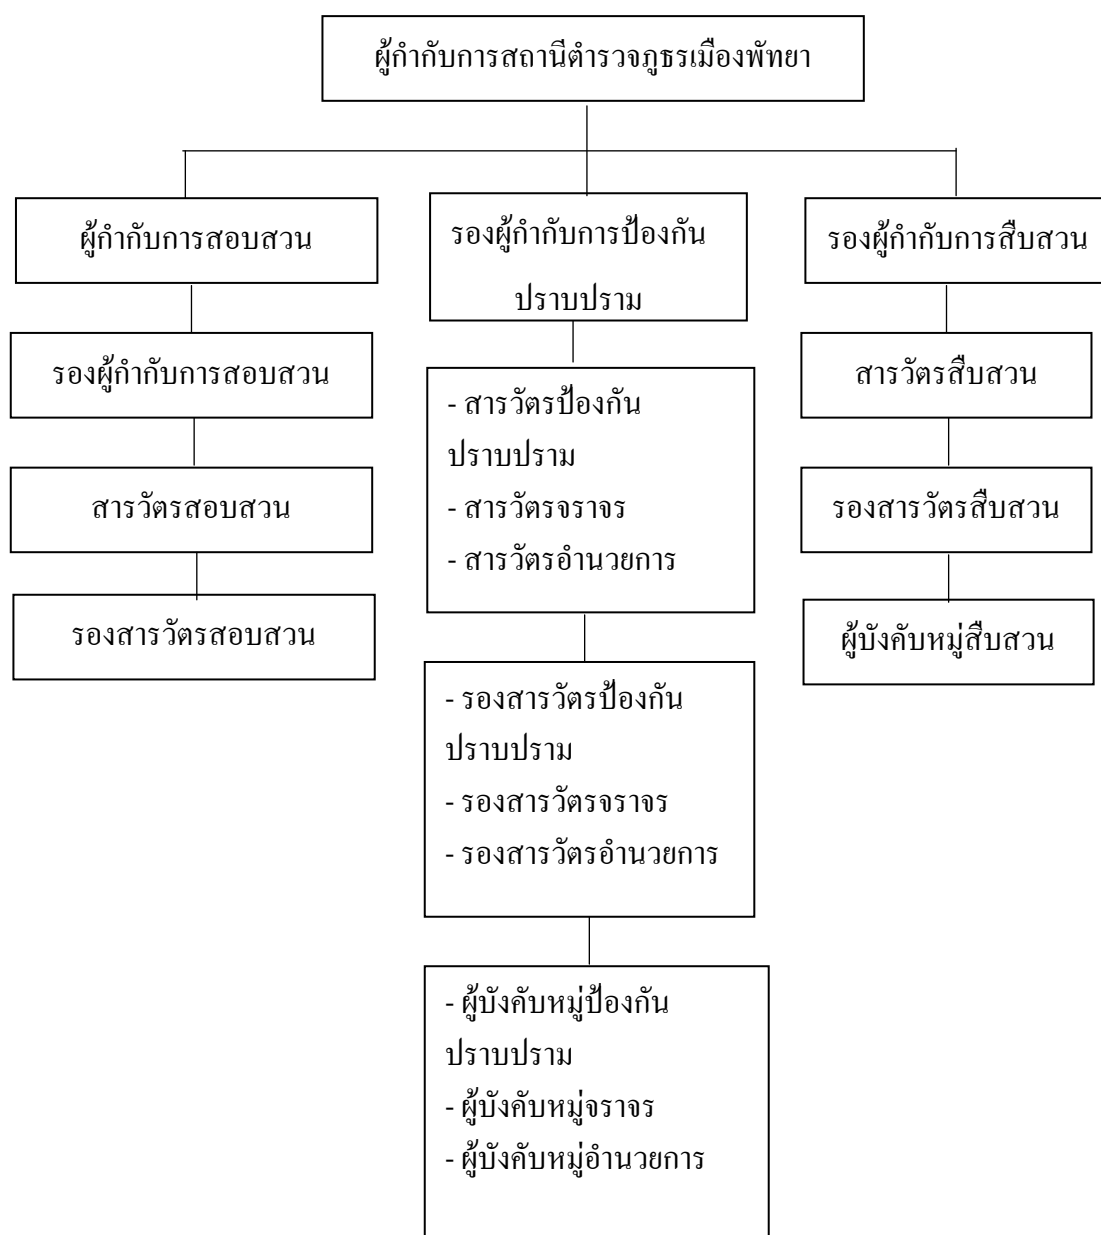 ผู้กำกับการสถานีตำรวจภูธรเมืองพัทยา
ผู้กำกับการสอบสวน
รองผู้กำกับการสอบสวน
สารวัตรสอบสวน
รองสารวัตรสอบสวน
รองผู้กำกับการป้องกัน
ปราบปราม
- สารวัตรป้องกัน
ปราบปราม
- สารวัตรจราจร
- สารวัตรอำนวยการ
- รองสารวัตรป้องกัน
ปราบปราม
- รองสารวัตรจราจร
- รองสารวัตรอำนวยการ
- ผู้บังคับหมู่ป้องกัน
ปราบปราม
- ผู้บังคับหมู่จราจร
- ผู้บังคับหมู่อำนวยการ
รองผู้กำกับการสืบสวน
สารวัตรสืบสวน
รองสารวัตรสืบสวน
ผู้บังคับหมู่สืบสวน